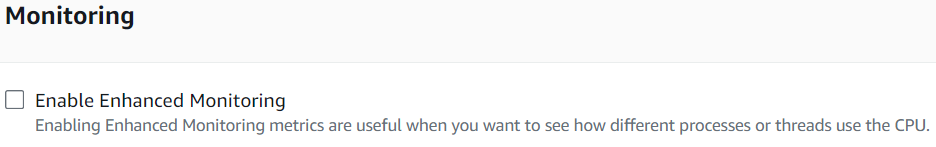 Monitoring
Enable Enhanced Monitoring
Enabling Enhanced Monitoring metrics are useful when you want to see how different processes or threads use the CPU.